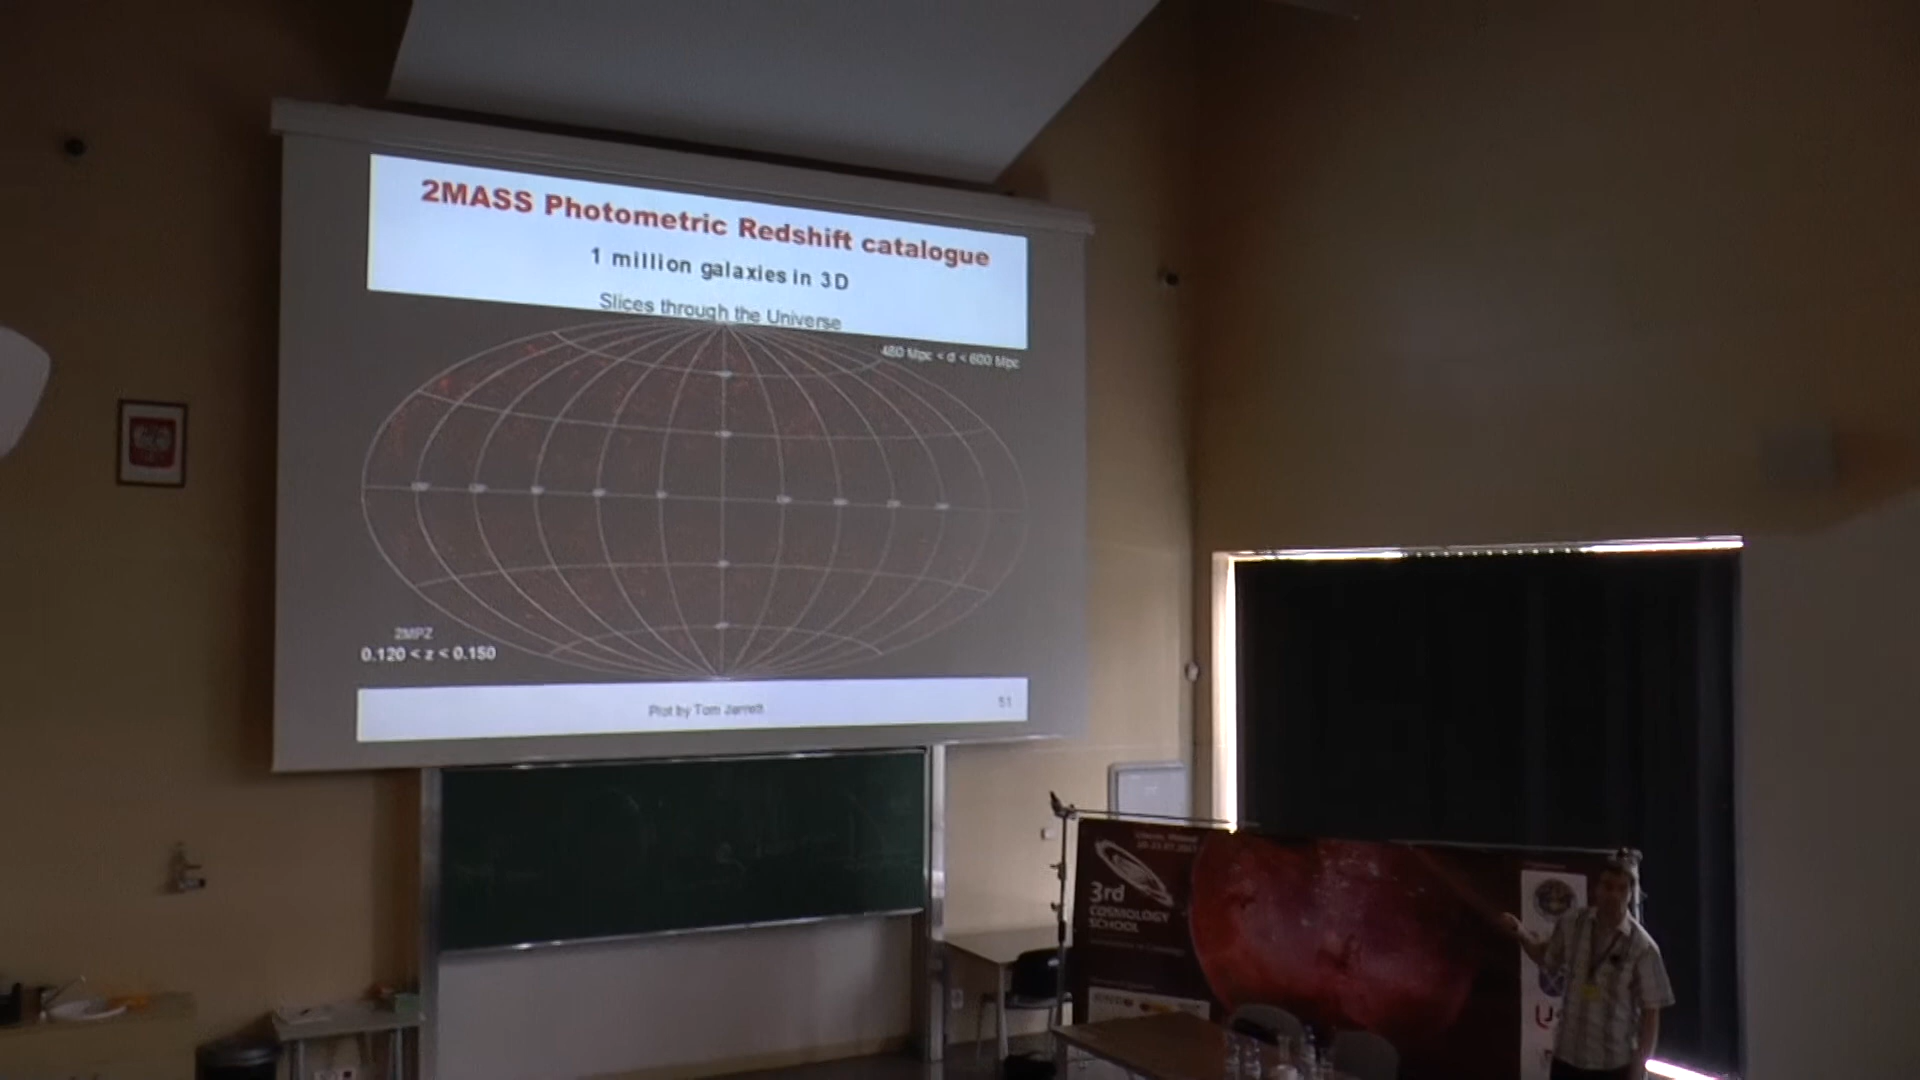 2MASS Photometric Redshift catalogue
1 million galaxies in 3D
Slices through the Universe
480 Mpc < d < 600 Mpc
2MPZ
0.120 < z < 0.150
Plot by Tom Jarrett
51
3rd
COSMOLOGY
SCHOOL